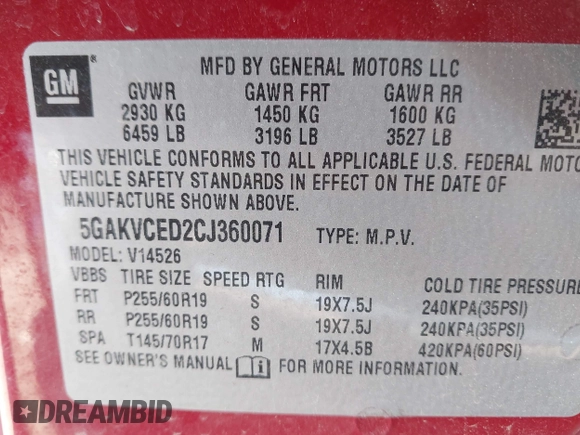 GM
MFD BY GENERAL MOTORS LLC
GVWR GAWR FRT GAWR RR
2930 KG 1450 KG 1600 KG
6459 LB 3196 LB 3527 LB
THIS VEHICLE CONFORMS TO ALL APPLICABLE U.S. FEDERAL MOTO
VEHICLE SAFETY STANDARDS IN EFFECT ON THE DATE OF
MANUFACTURE SHOWN ABOVE.
5GAKVCED2CJ360071 TYPE: M.P.V.
MODEL: V14526
VBBS TIRE SIZE SPEED RTG RIM COLD TIRE PRESSURE
FRT P255/60R19 S 19X7.5J 240KPA(35PSI)
RR P255/60R19 S 19X7.5J 240KPA(35PSI)
SPA T145/70R17 M 17X4.5B 420KPA(60PSI)
SEE OWNER'S MANUAL i FOR MORE INFORMATION.
DREAMBID